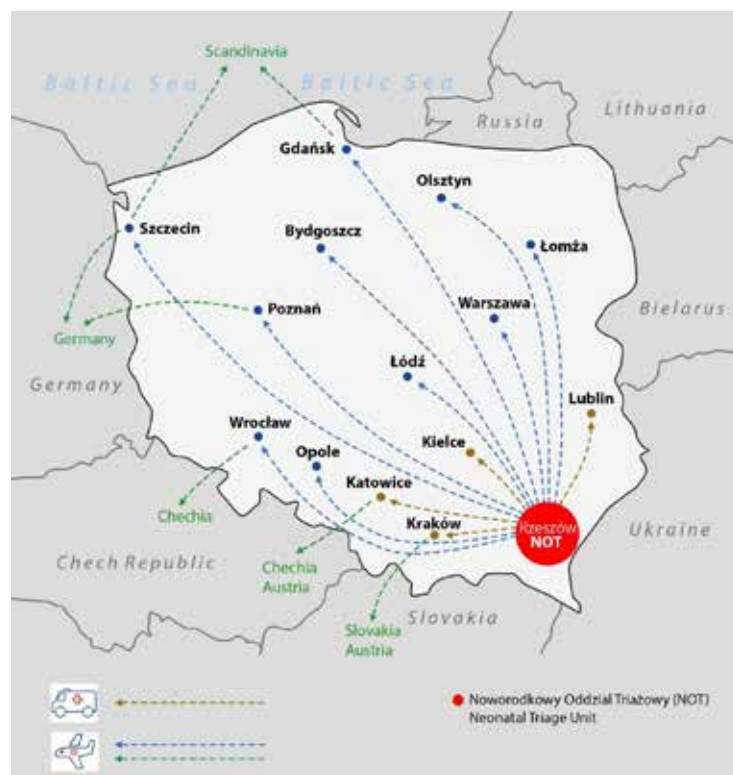 Scandinavia
Baltic Sea
Baltic Sea
Lithuania
Russia
Gdańsk
Olsztyn
Szczecin
Bydgoszcz
Łomża
Warszawa
Bielarus
Poznań
Germany
Łódź
Germany
Lublin
Wrocław
Kielce
Opole
Katowice
Chechia
Kraków
Rzeszów
NOT
Ukraine
Chech Republic
Chechia
Austria
Slovakia
Slovakia
Austria
Noworodkowy Oddział Triażowy (NOT)
Neonatal Triage Unit